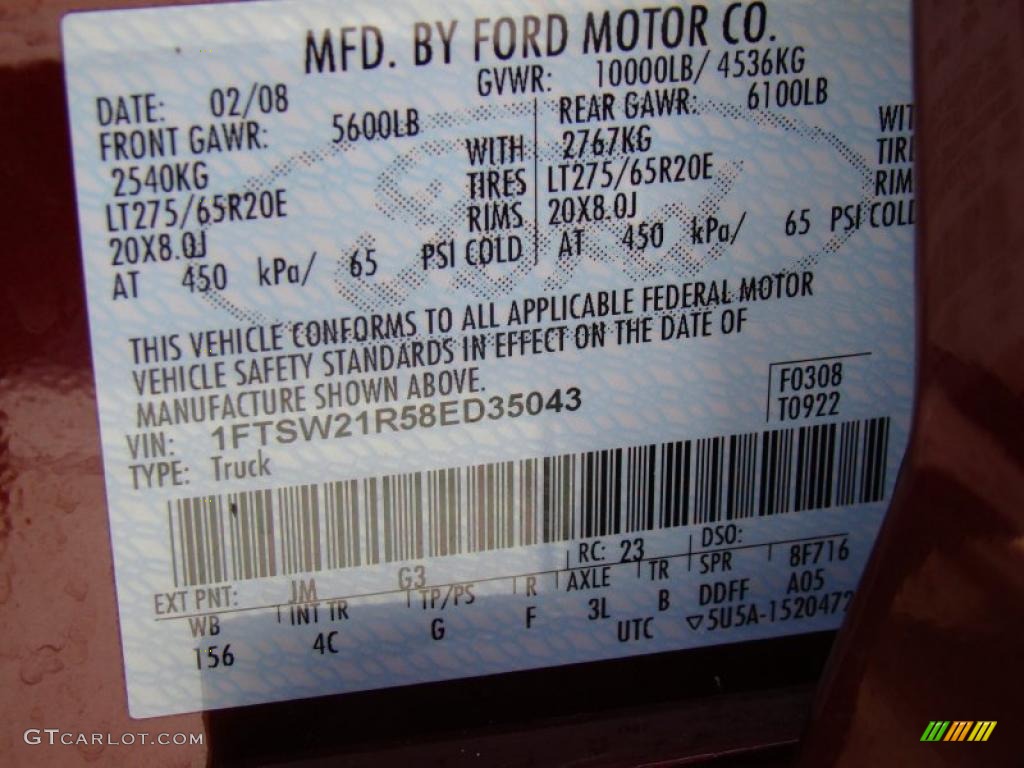 MFD. BY FORD MOTOR CO.
DATE: 02/08 GVWR: 10000LB/ 4536KG
FRONT GAWR: 5600LB REAR GAWR: 6100LB
2540KG WITH 2767KG WIT
LT275/65R20E TIRES LT275/65R20E TIRE
20X8.0J RIMS 20X8.0J RIM
AT 450 kPa/ 65 PSI COLD AT 450 kPa/ 65 PSI COLD
THIS VEHICLE CONFORMS TO ALL APPLICABLE FEDERAL MOTOR
VEHICLE SAFETY STANDARDS IN EFFECT ON THE DATE OF
MANUFACTURE SHOWN ABOVE.
F0308
VIN: 1FTSW21R58ED35043 T0922
TYPE: Truck
EXT PNT: JM G3 RC: 23 DSO:
WB INT TR TP/PS R AXLE TR SPR 8F716
156 4C G F 3L B DDFF A05
UTC ▽5U5A-1520472
GTCARLOT.COM